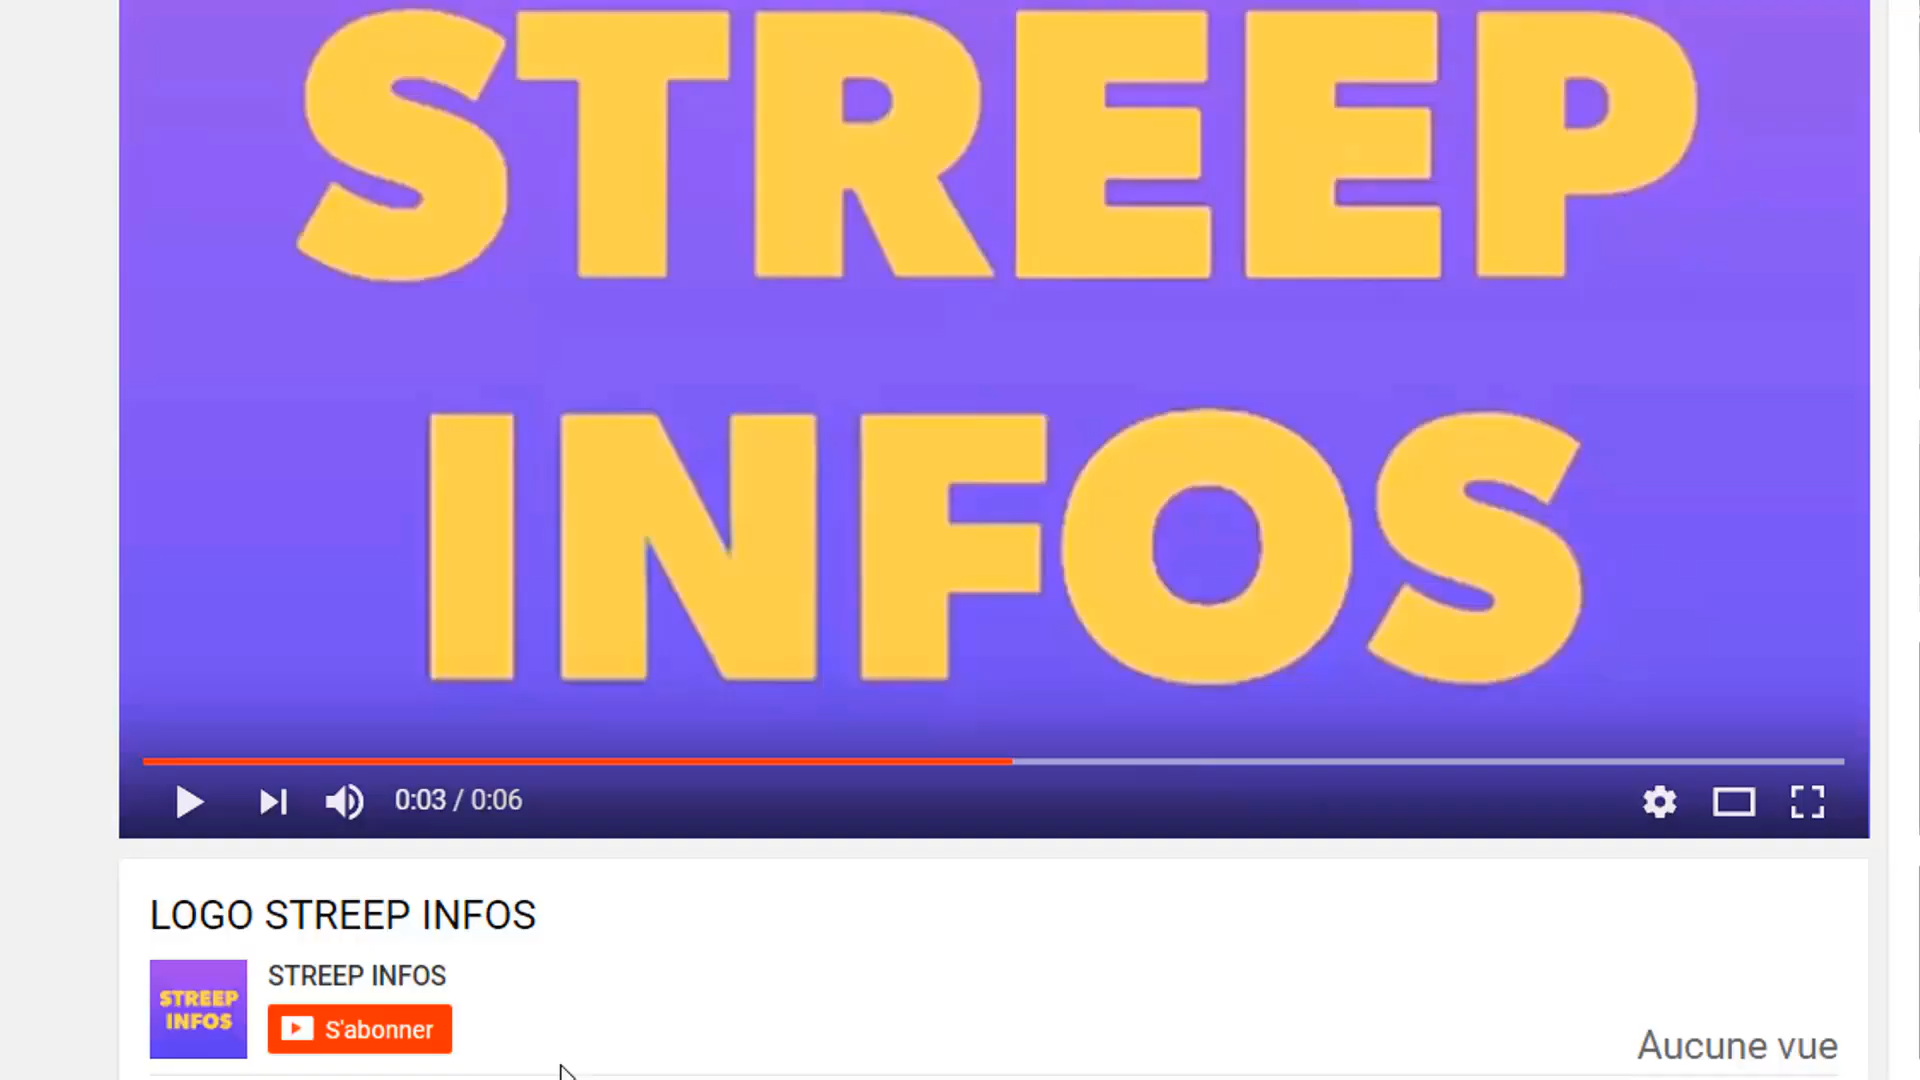 STREEP
INFOS
0:03 / 0:06
LOGO STREEP INFOS
STREEP INFOS
STREEP
INFOS
S'abonner
Aucune vue